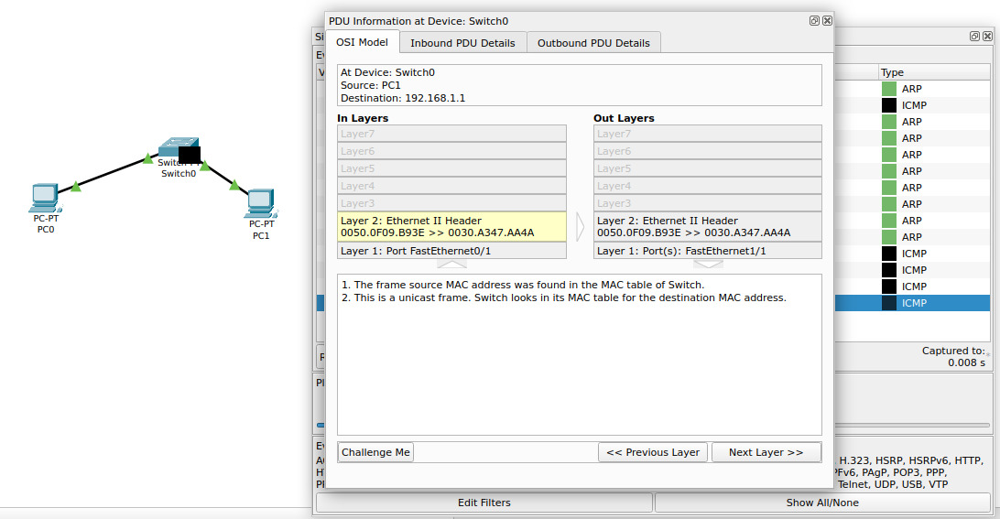 PDU Information at Device: Switch0
OSI Model
Inbound PDU Details
Outbound PDU Details
At Device: Switch0
Source: PC1
Destination: 192.168.1.1
In Layers
Layer7
Layer6
Layer5
Layer4
Layer3
Layer 2: Ethernet II Header
0050.0F09.B93E >> 0030.A347.AA4A
Layer 1: Port FastEthernet0/1
Out Layers
Layer7
Layer6
Layer5
Layer4
Layer3
Layer 2: Ethernet II Header
0050.0F09.B93E >> 0030.A347.AA4A
Layer 1: Port(s): FastEthernet1/1
1. The frame source MAC address was found in the MAC table of Switch.
2. This is a unicast frame. Switch looks in its MAC table for the destination MAC address.
Challenge Me
<< Previous Layer
Next Layer >>
Switch0
PC-PT
PC0
PC-PT
PC1
Type
ARP
ICMP
ARP
ARP
ARP
ARP
ARP
ARP
ARP
ARP
ICMP
ICMP
ICMP
ICMP
Captured to:
0.008 s
H.323, HSRP, HSRPv6, HTTP,
PAgP, POP3, PPP,
Telnet, UDP, USB, VTP
Edit Filters
Show All/None